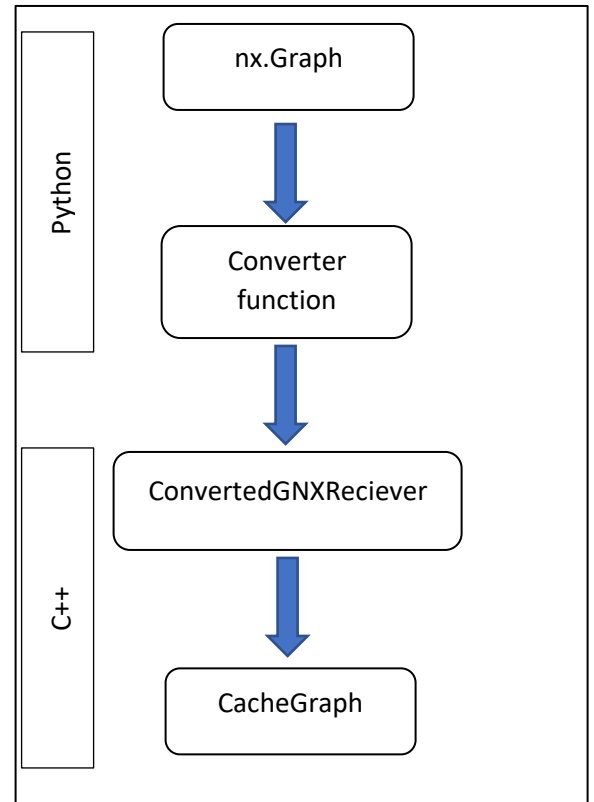 nx.Graph
Python
Converter
function
ConvertedGNXReciever
C++
CacheGraph